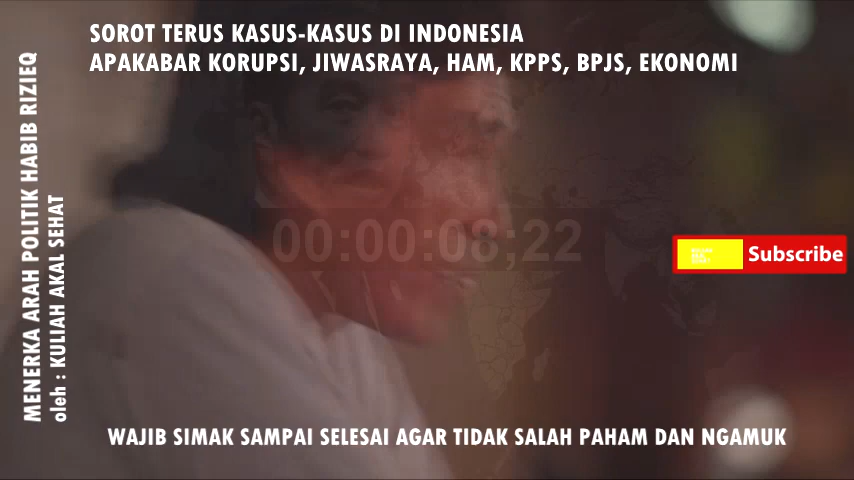 SOROT TERUS KASUS-KASUS DI INDONESIA
APAKABAR KORUPSI, JIWASRAYA, HAM, KPPS, BPJS, EKONOMI
MENERKA ARAH POLITIK HABIB RIZIEQ
oleh : KULIAH AKAL SEHAT
00:00:08;22
Subscribe
WAJIB SIMAK SAMPAI SELESAI AGAR TIDAK SALAH PAHAM DAN NGAMUK